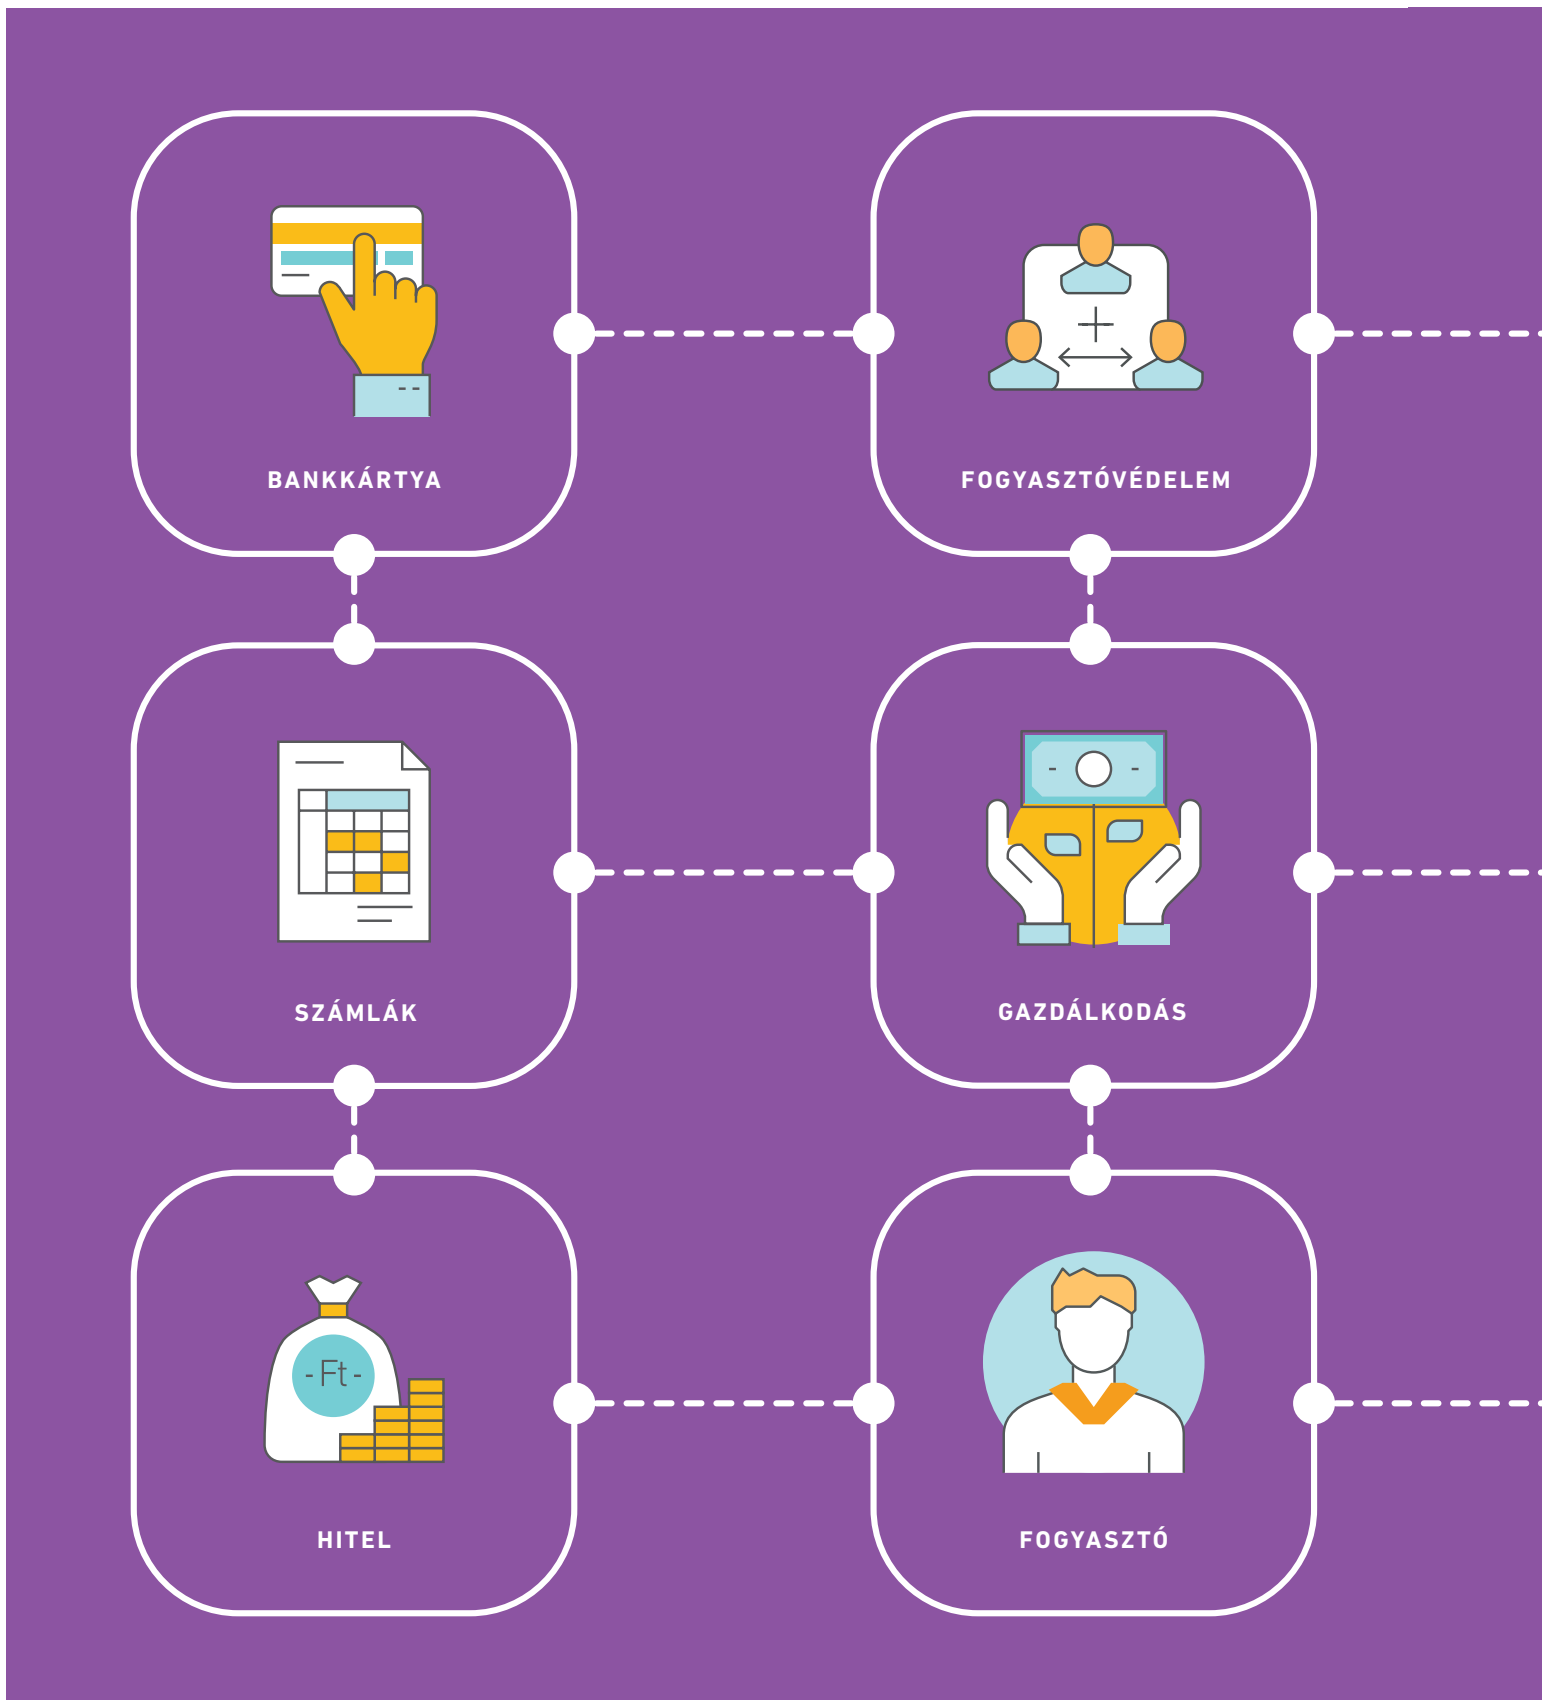 BANKKÁRTYA
FOGYASZTÓVÉDELEM
SZÁMLÁK
GAZDÁLKODÁS
-Ft-
HITEL
FOGYASZTÓ